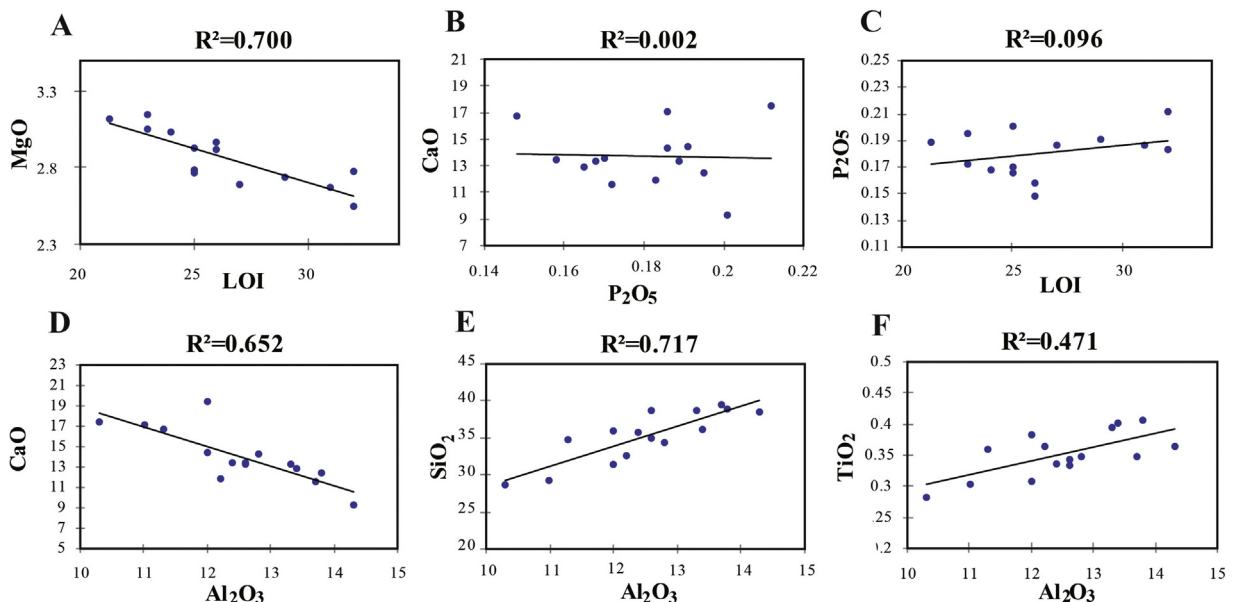 A
R²=0.700
MgO
3.3
2.8
2.3
20
25
30
LOI
B
R²=0.002
CaO
21
19
17
15
13
11
9
7
0.14
0.16
0.18
0.2
0.22
P₂O₅
C
R²=0.096
P₂O₅
0.25
0.23
0.21
0.19
0.17
0.15
0.13
0.11
20
25
30
LOI
D
R²=0.652
CaO
23
21
19
17
15
13
11
9
7
5
10
11
12
13
14
15
Al₂O₃
E
R²=0.717
SiO₂
45
40
35
30
25
20
10
11
12
13
14
15
Al₂O₃
F
R²=0.471
TiO₂
0.5
0.45
0.4
0.35
0.3
.25
.2
10
11
12
13
14
15
Al₂O₃